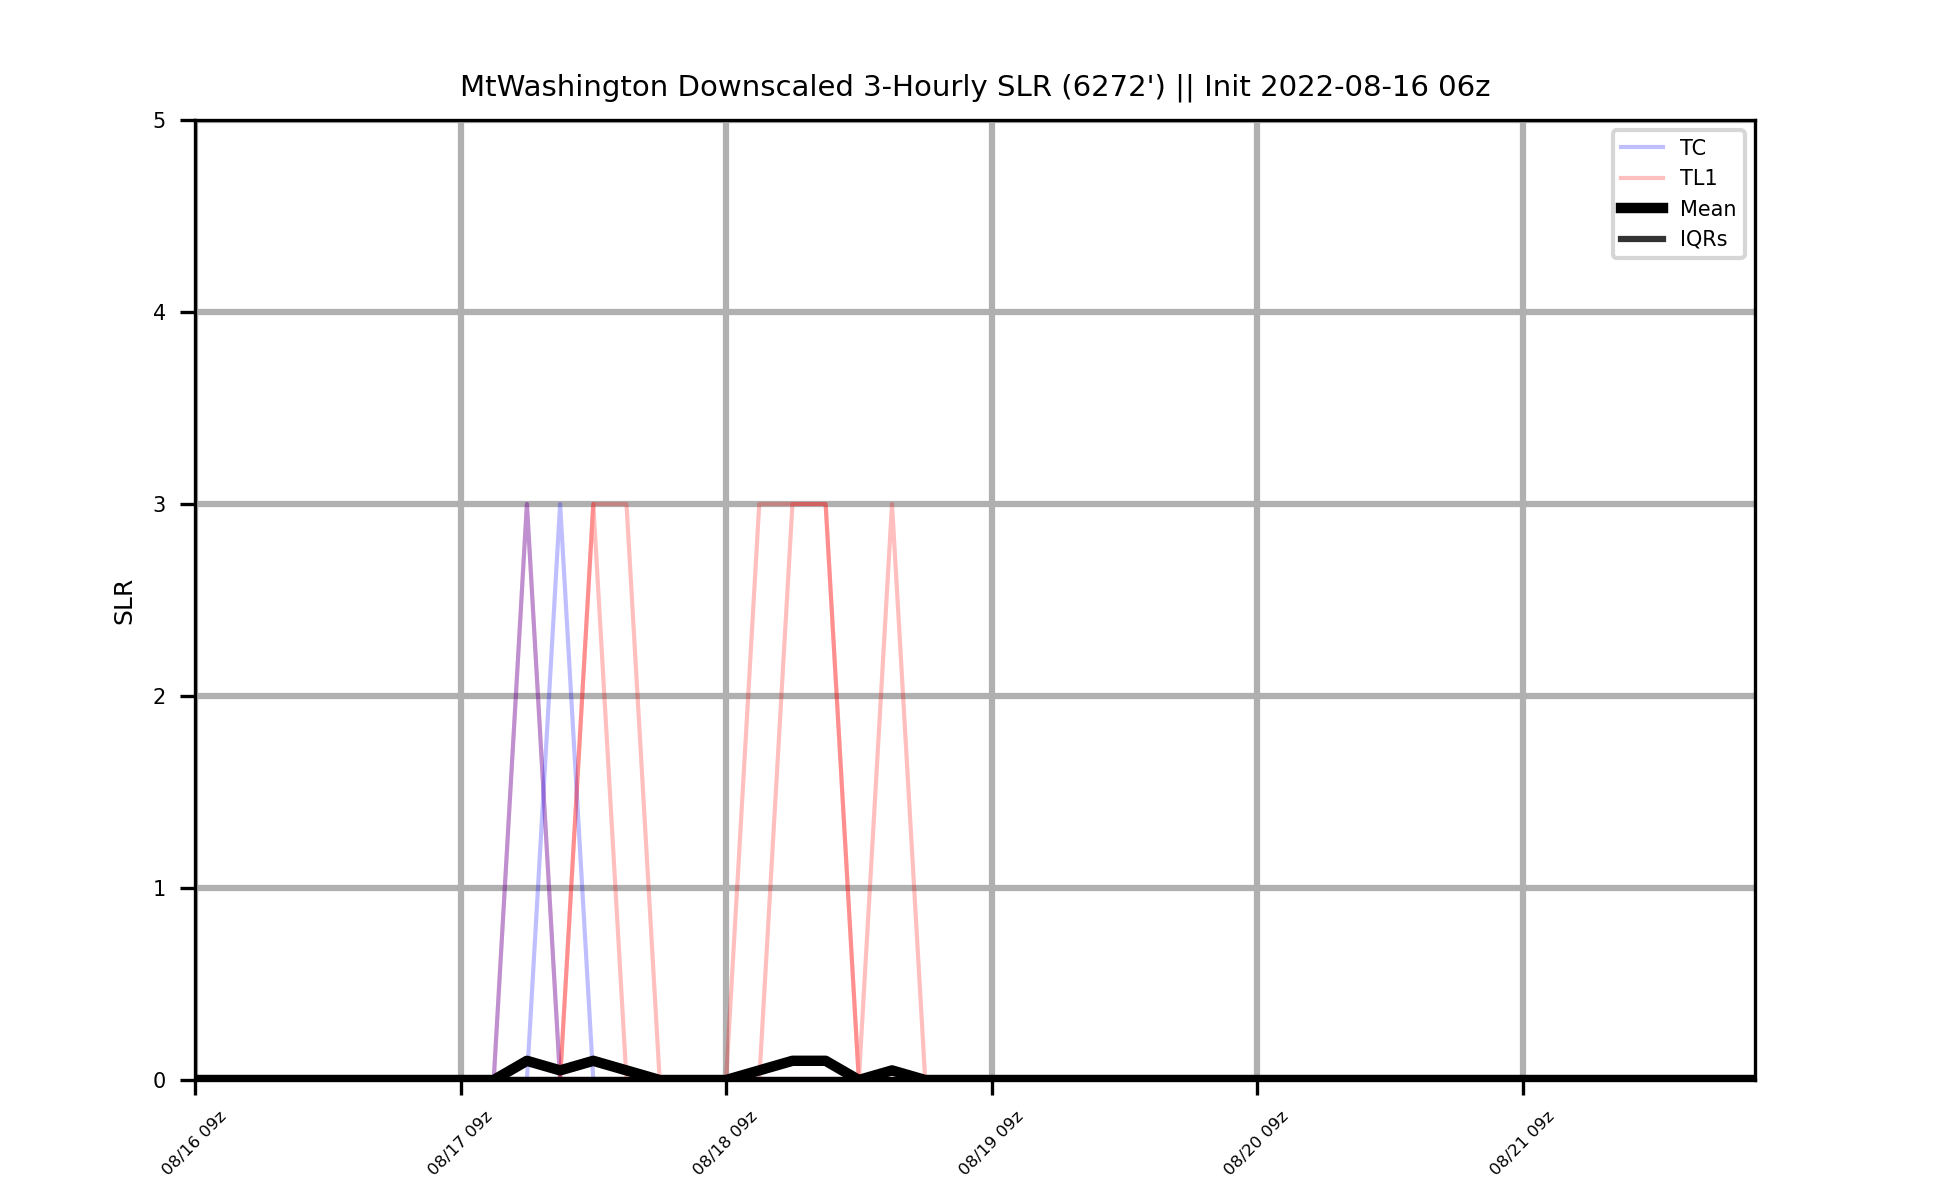 MtWashington Downscaled 3-Hourly SLR (6272') || Init 2022-08-16 06z
5
4
3
2
1
0
SLR
TC
TL1
Mean
IQRs
08/16 09z
08/17 09z
08/18 09z
08/19 09z
08/20 09z
08/21 09z